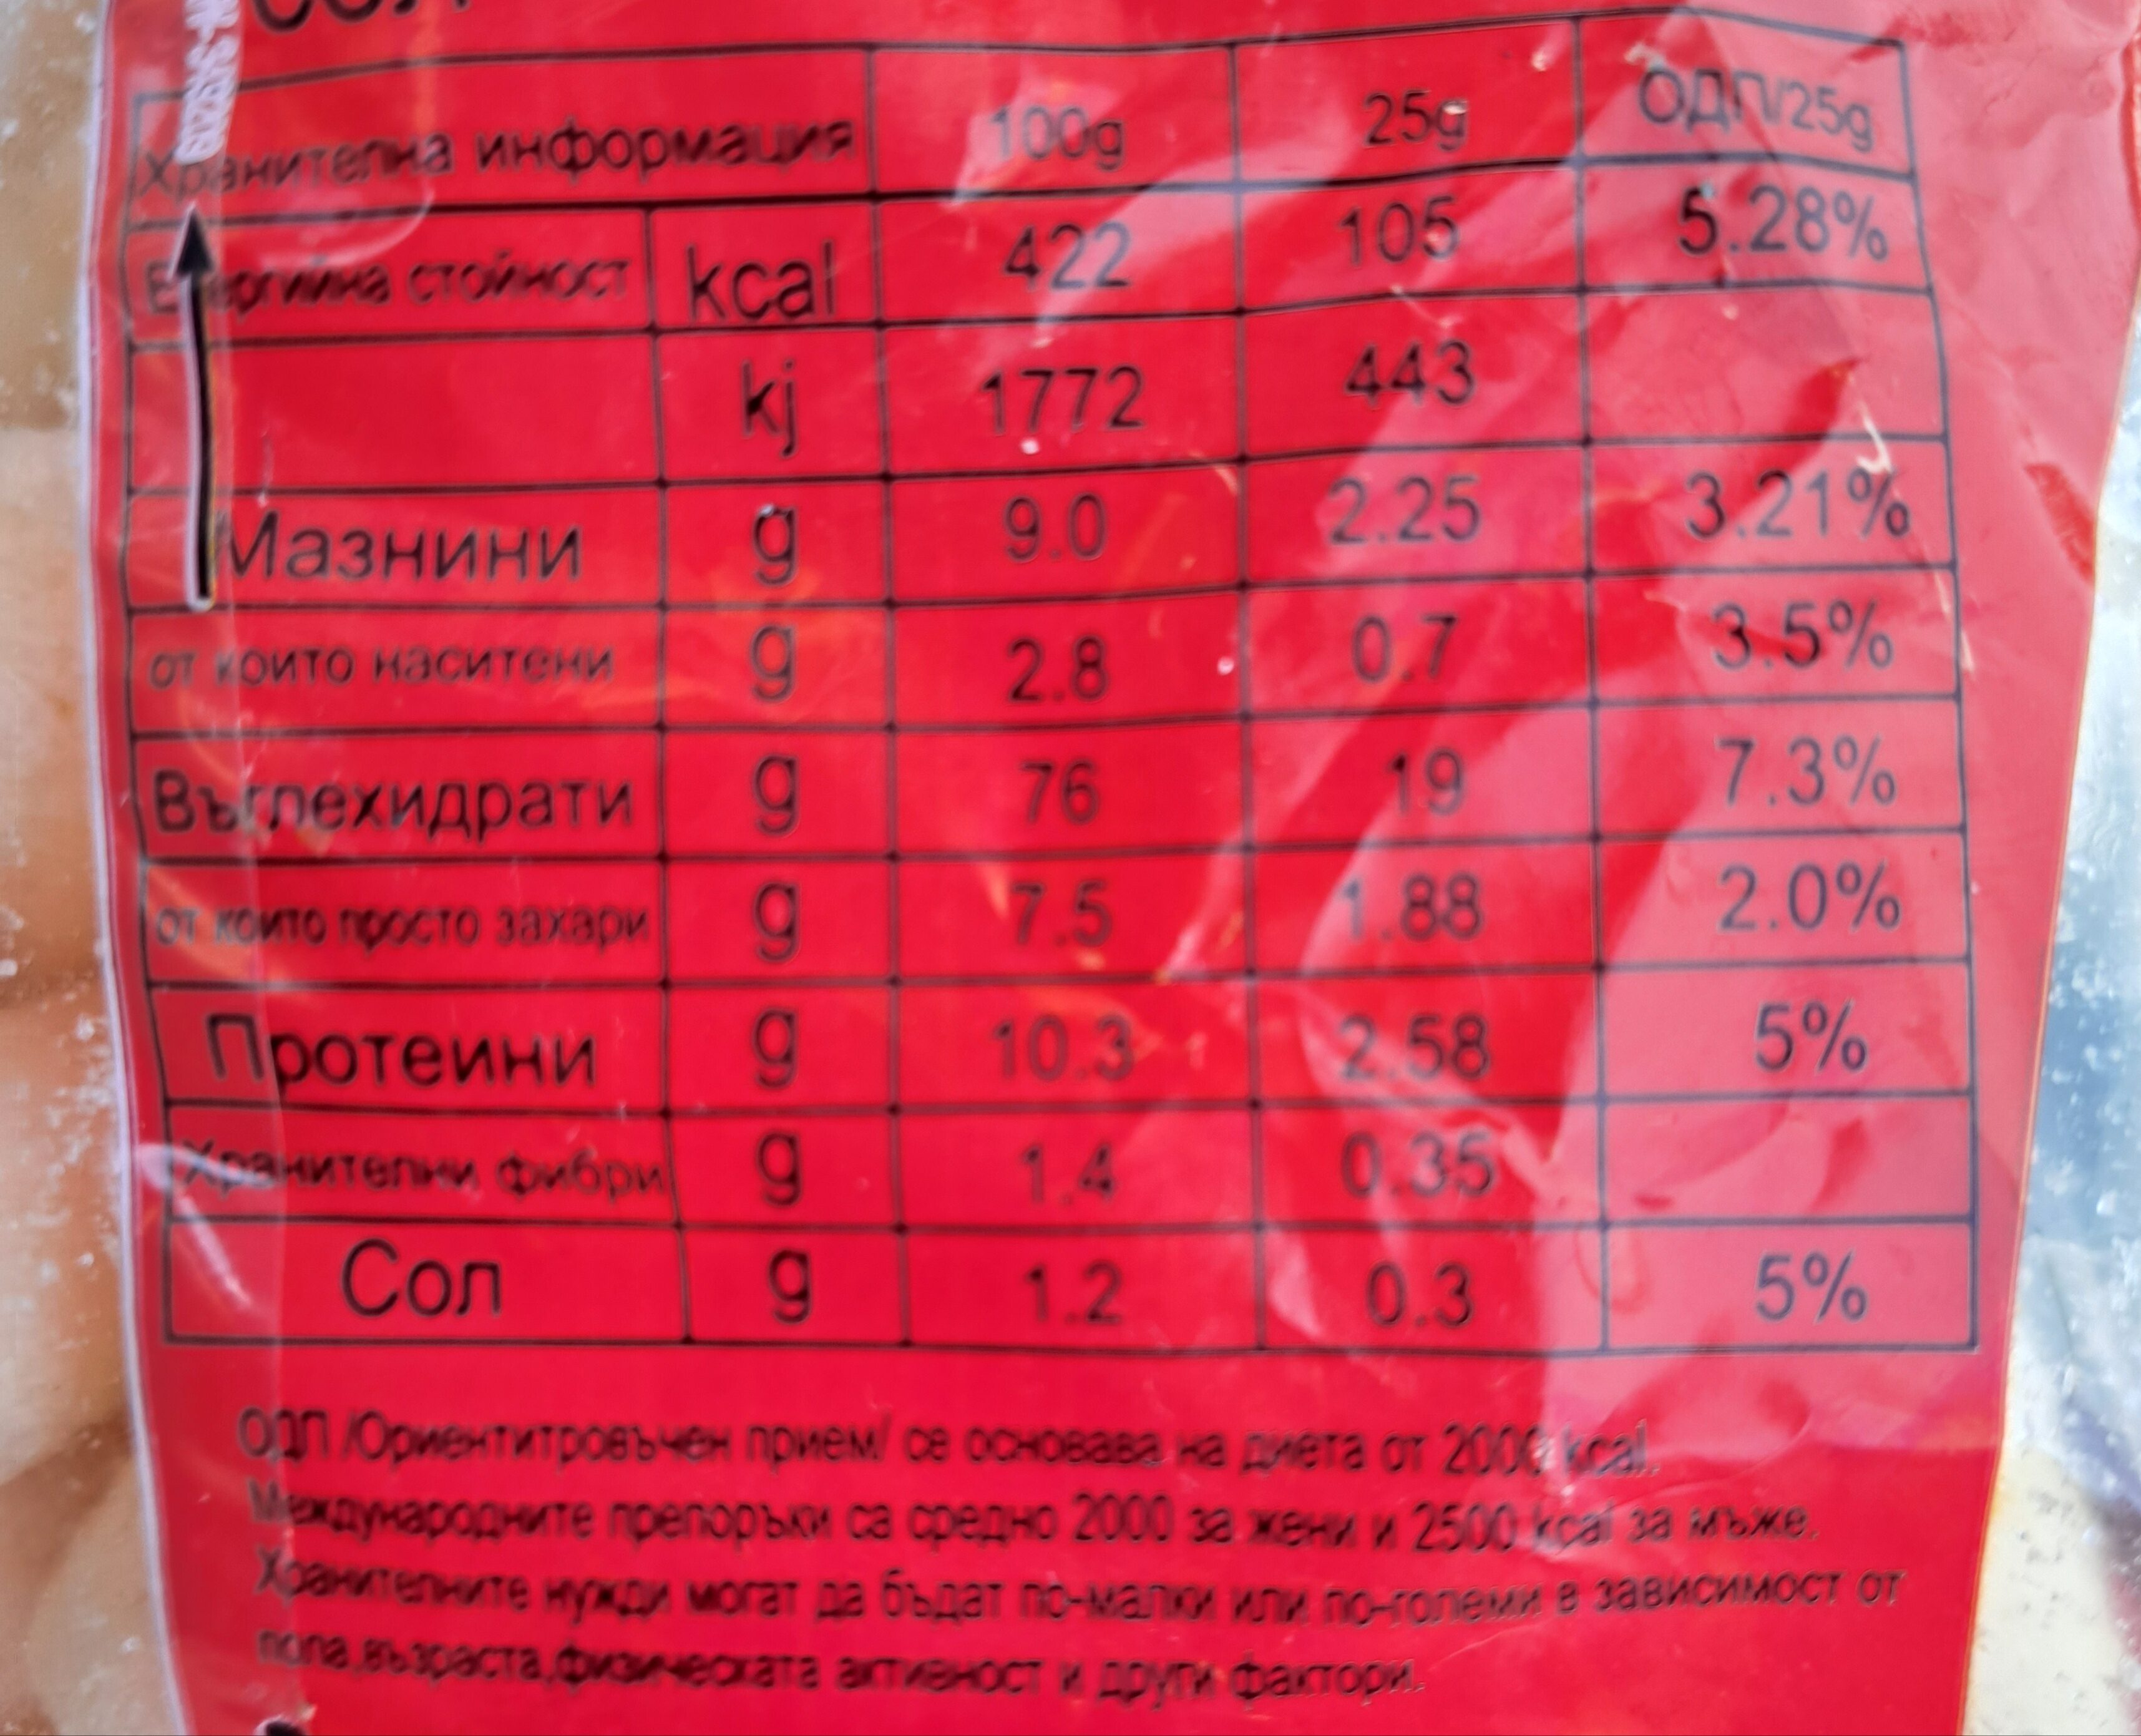 Хранителна информация 100g 25g ОДП/25g
Енергийна стойност kcal 422 105 5.28%
kj 1772 443
Мазнини g 9.0 2.25 3.21%
от които наситени g 2.8 0.7 3.5%
Въглехидрати g 76 19 7.3%
от които просто захари g 7.5 1.88 2.0%
Протеини g 10.3 2.58 5%
Хранителни фибри g 1.4 0.35
Сол g 1.2 0.3 5%
ОДП /Ориентитровъчен прием/ се основава на диета от 2000 kcal.
Международните препоръки са средно 2000 за жени и 2500 kcal за мъже.
Хранителните нужди могат да бъдат по-малки или по-големи в зависимост от
пола,възраста,физическата активност и други фактори.